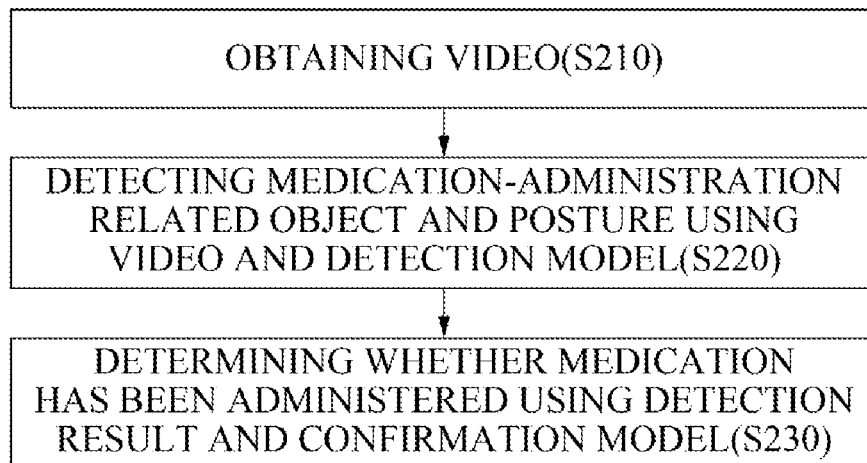 OBTAINING VIDEO(S210)
DETECTING MEDICATION-ADMINISTRATION
RELATED OBJECT AND POSTURE USING
VIDEO AND DETECTION MODEL(S220)
DETERMINING WHETHER MEDICATION
HAS BEEN ADMINISTERED USING DETECTION
RESULT AND CONFIRMATION MODEL(S230)